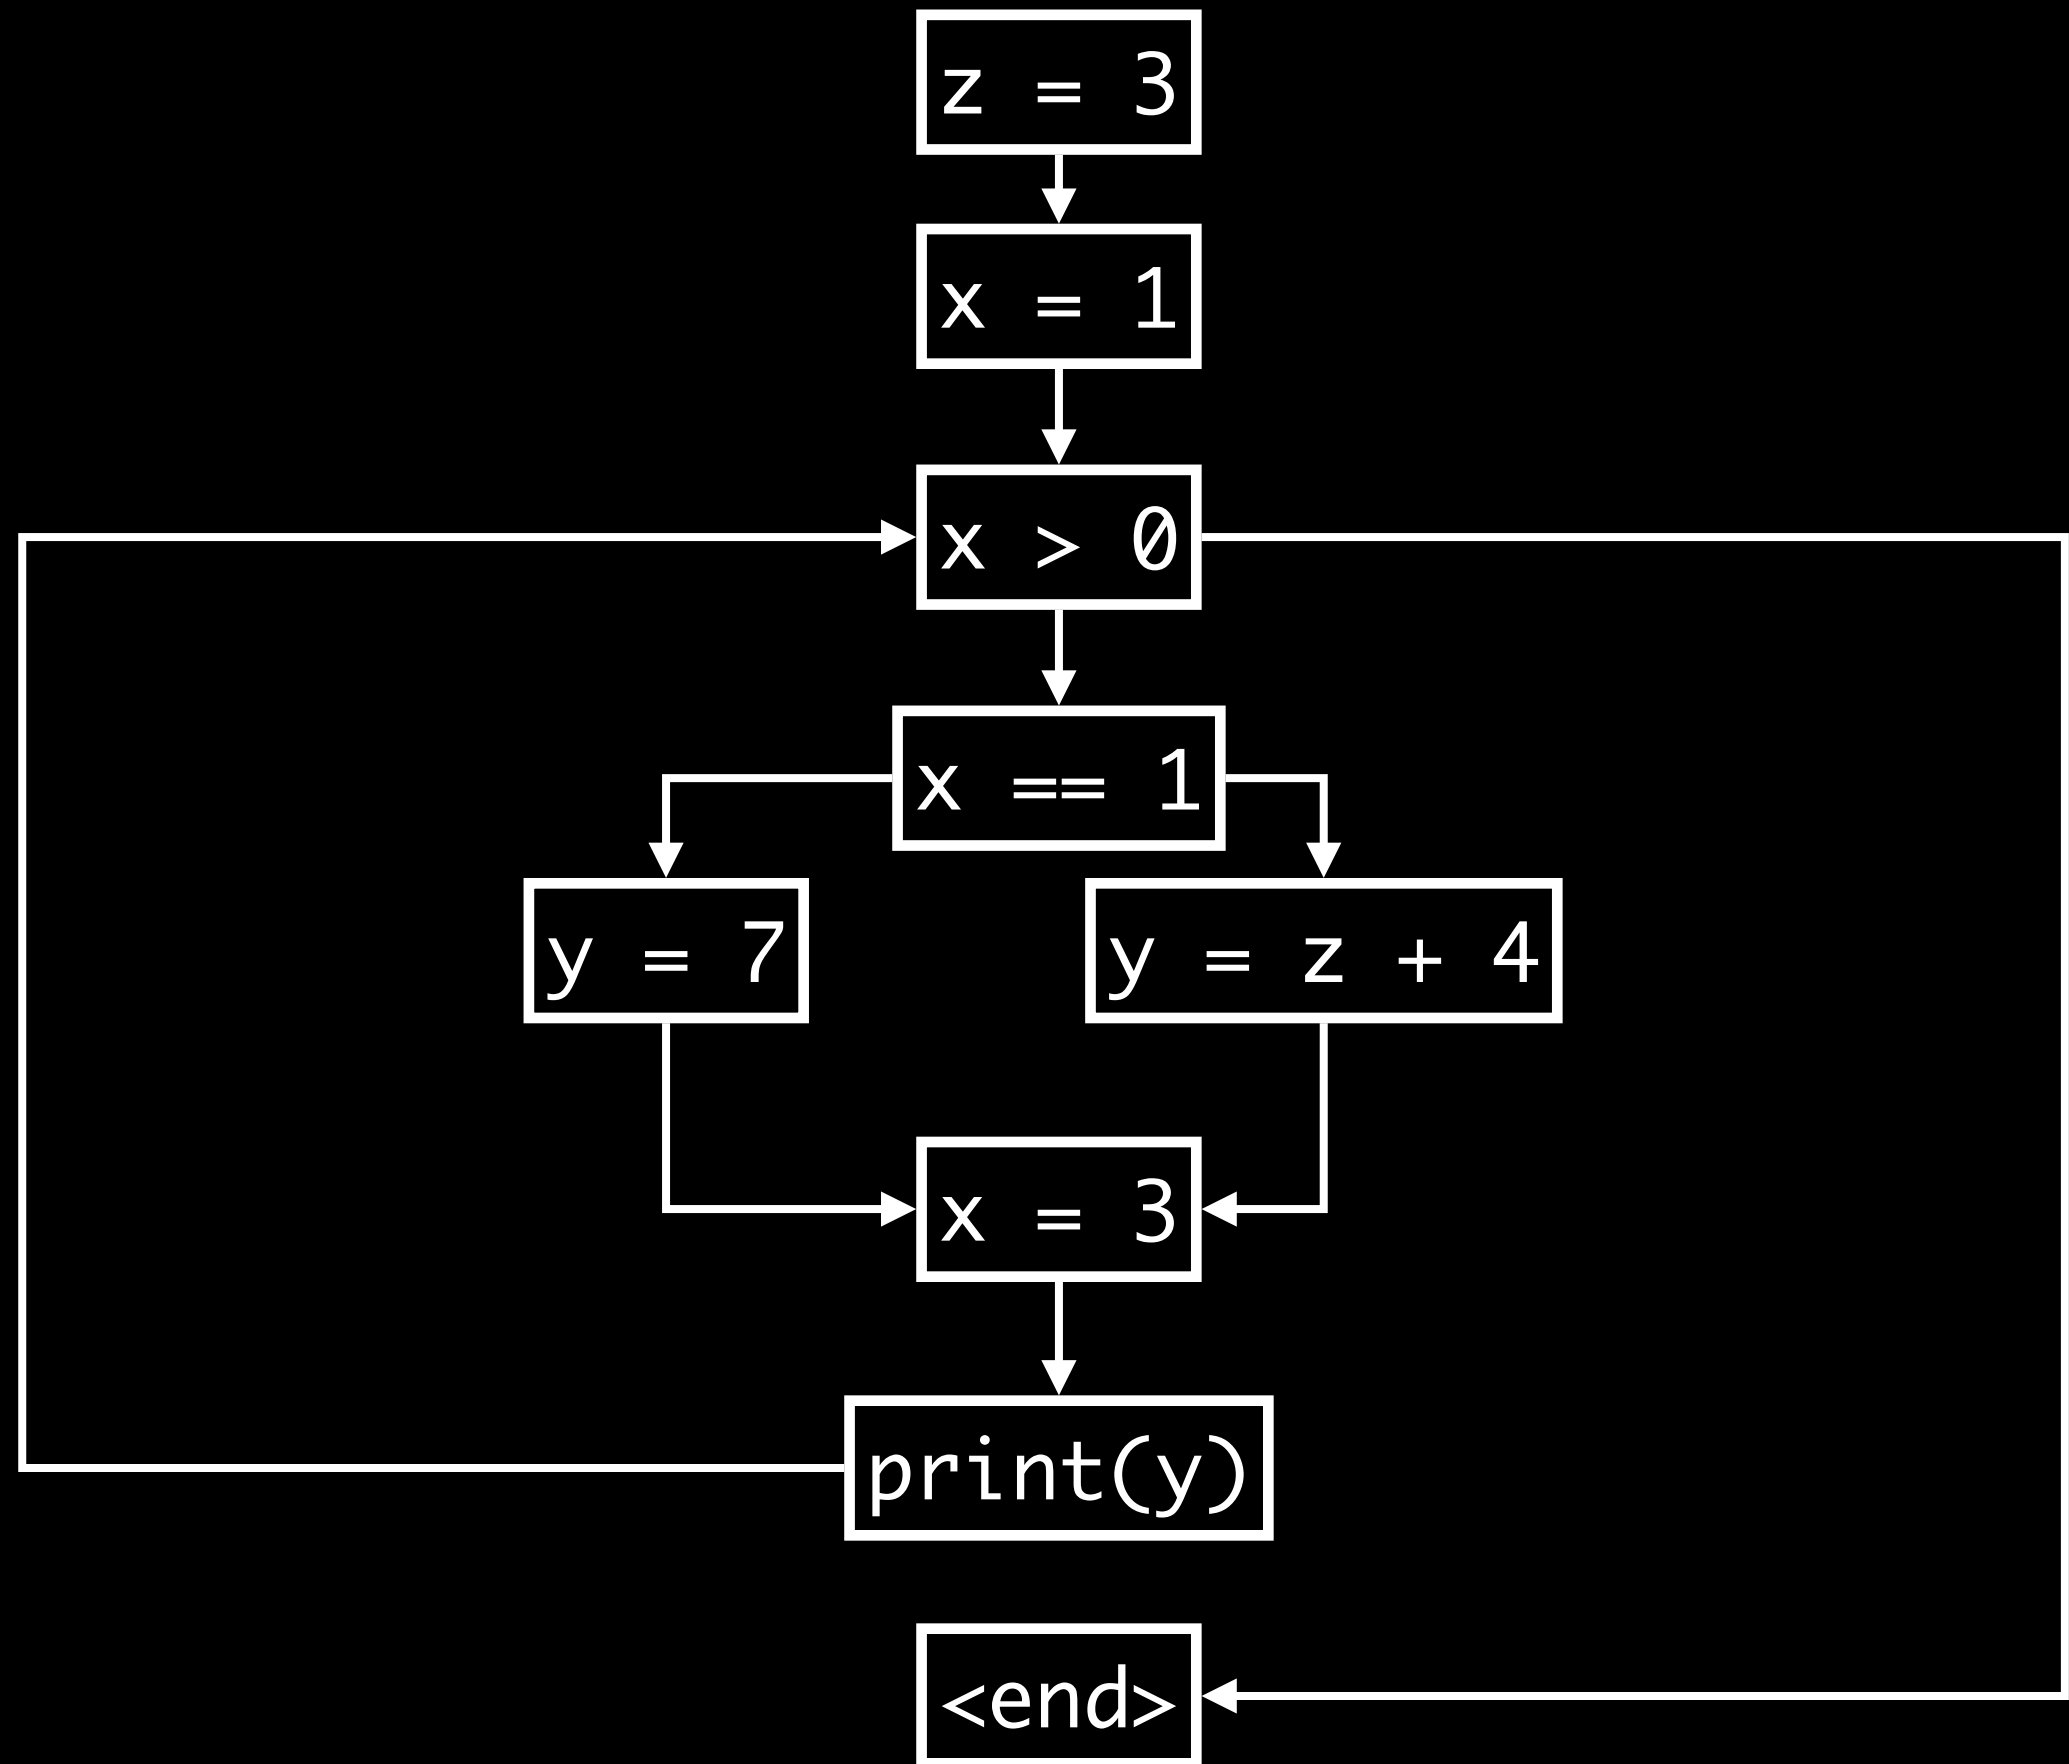 z = 3
x = 1
x > 0
x == 1
y = 7
y = z + 4
x = 3
print(y)
<end>